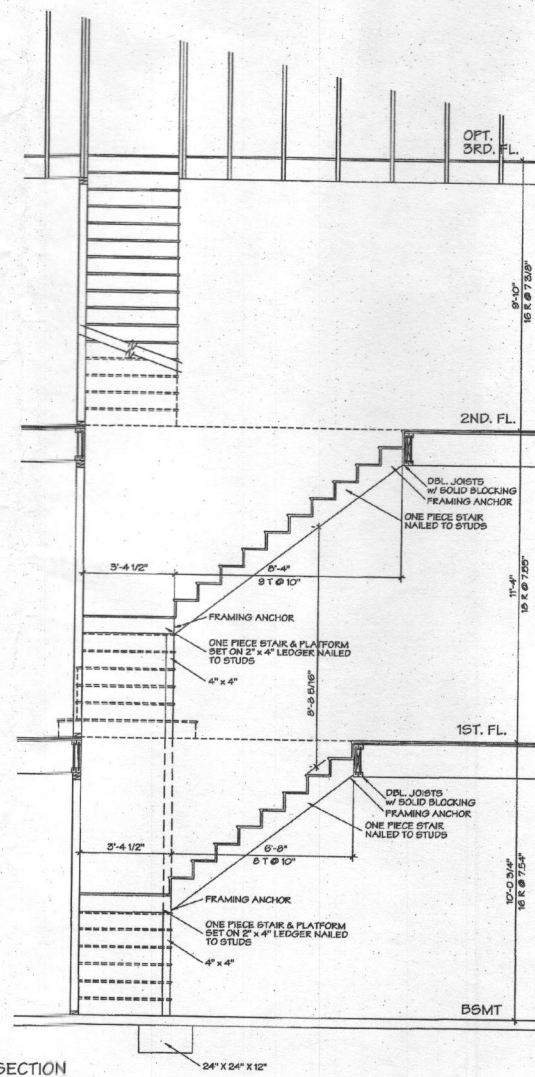 OPT.
3RD. FL.
9'-10"
16 R @ 7 3/8"
2ND. FL.
DBL. JOISTS
w/ SOLID BLOCKING
FRAMING ANCHOR
ONE PIECE STAIR
NAILED TO STUDS
3'-4 1/2"
8'-4"
9 T @ 10"
11'-4"
18 R @ 7.55"
FRAMING ANCHOR
ONE PIECE STAIR & PLATFORM
SET ON 2" x 4" LEDGER NAILED
TO STUDS
4" x 4"
8'-8 5/16"
1ST. FL.
DBL. JOISTS
w/ SOLID BLOCKING
FRAMING ANCHOR
ONE PIECE STAIR
NAILED TO STUDS
3'-4 1/2"
6'-8"
8 T @ 10"
10'-0 3/4"
16 R @ 7.54"
FRAMING ANCHOR
ONE PIECE STAIR & PLATFORM
SET ON 2" x 4" LEDGER NAILED
TO STUDS
4" x 4"
BSMT
SECTION
24" X 24" X 12"